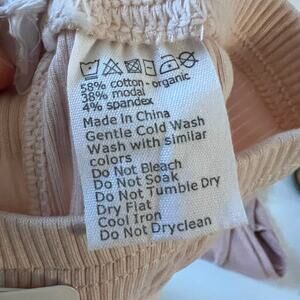 58% cotton-organic
38% modal
4% spandex
Made in China
Gentle Cold Wash
Wash with similar
colors
Do Not Bleach
Do Not Soak
Do Not Tumble Dry
Dry Flat
Cool Iron
Do Not Dryclean